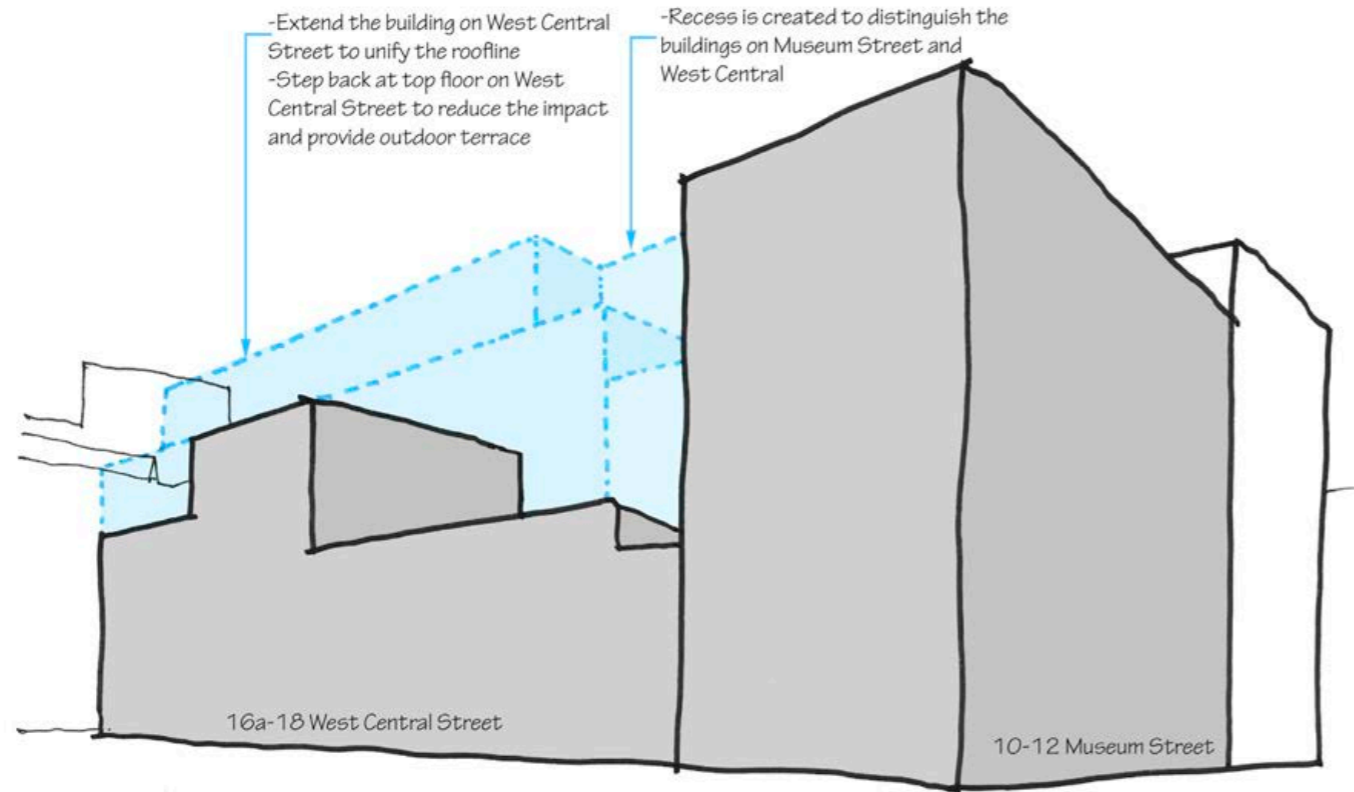 -Extend the building on West Central
Street to unify the roofline
-Step back at top floor on West
Central Street to reduce the impact
and provide outdoor terrace
-Recess is created to distinguish the
buildings on Museum Street and
West Central
16a-18 West Central Street
10-12 Museum Street